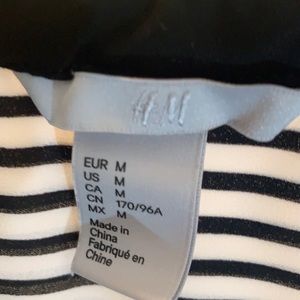 H&M
EUR M
US M
CA M
CN 170/96A
MX M
Made in
China
Fabriqué en
Chine